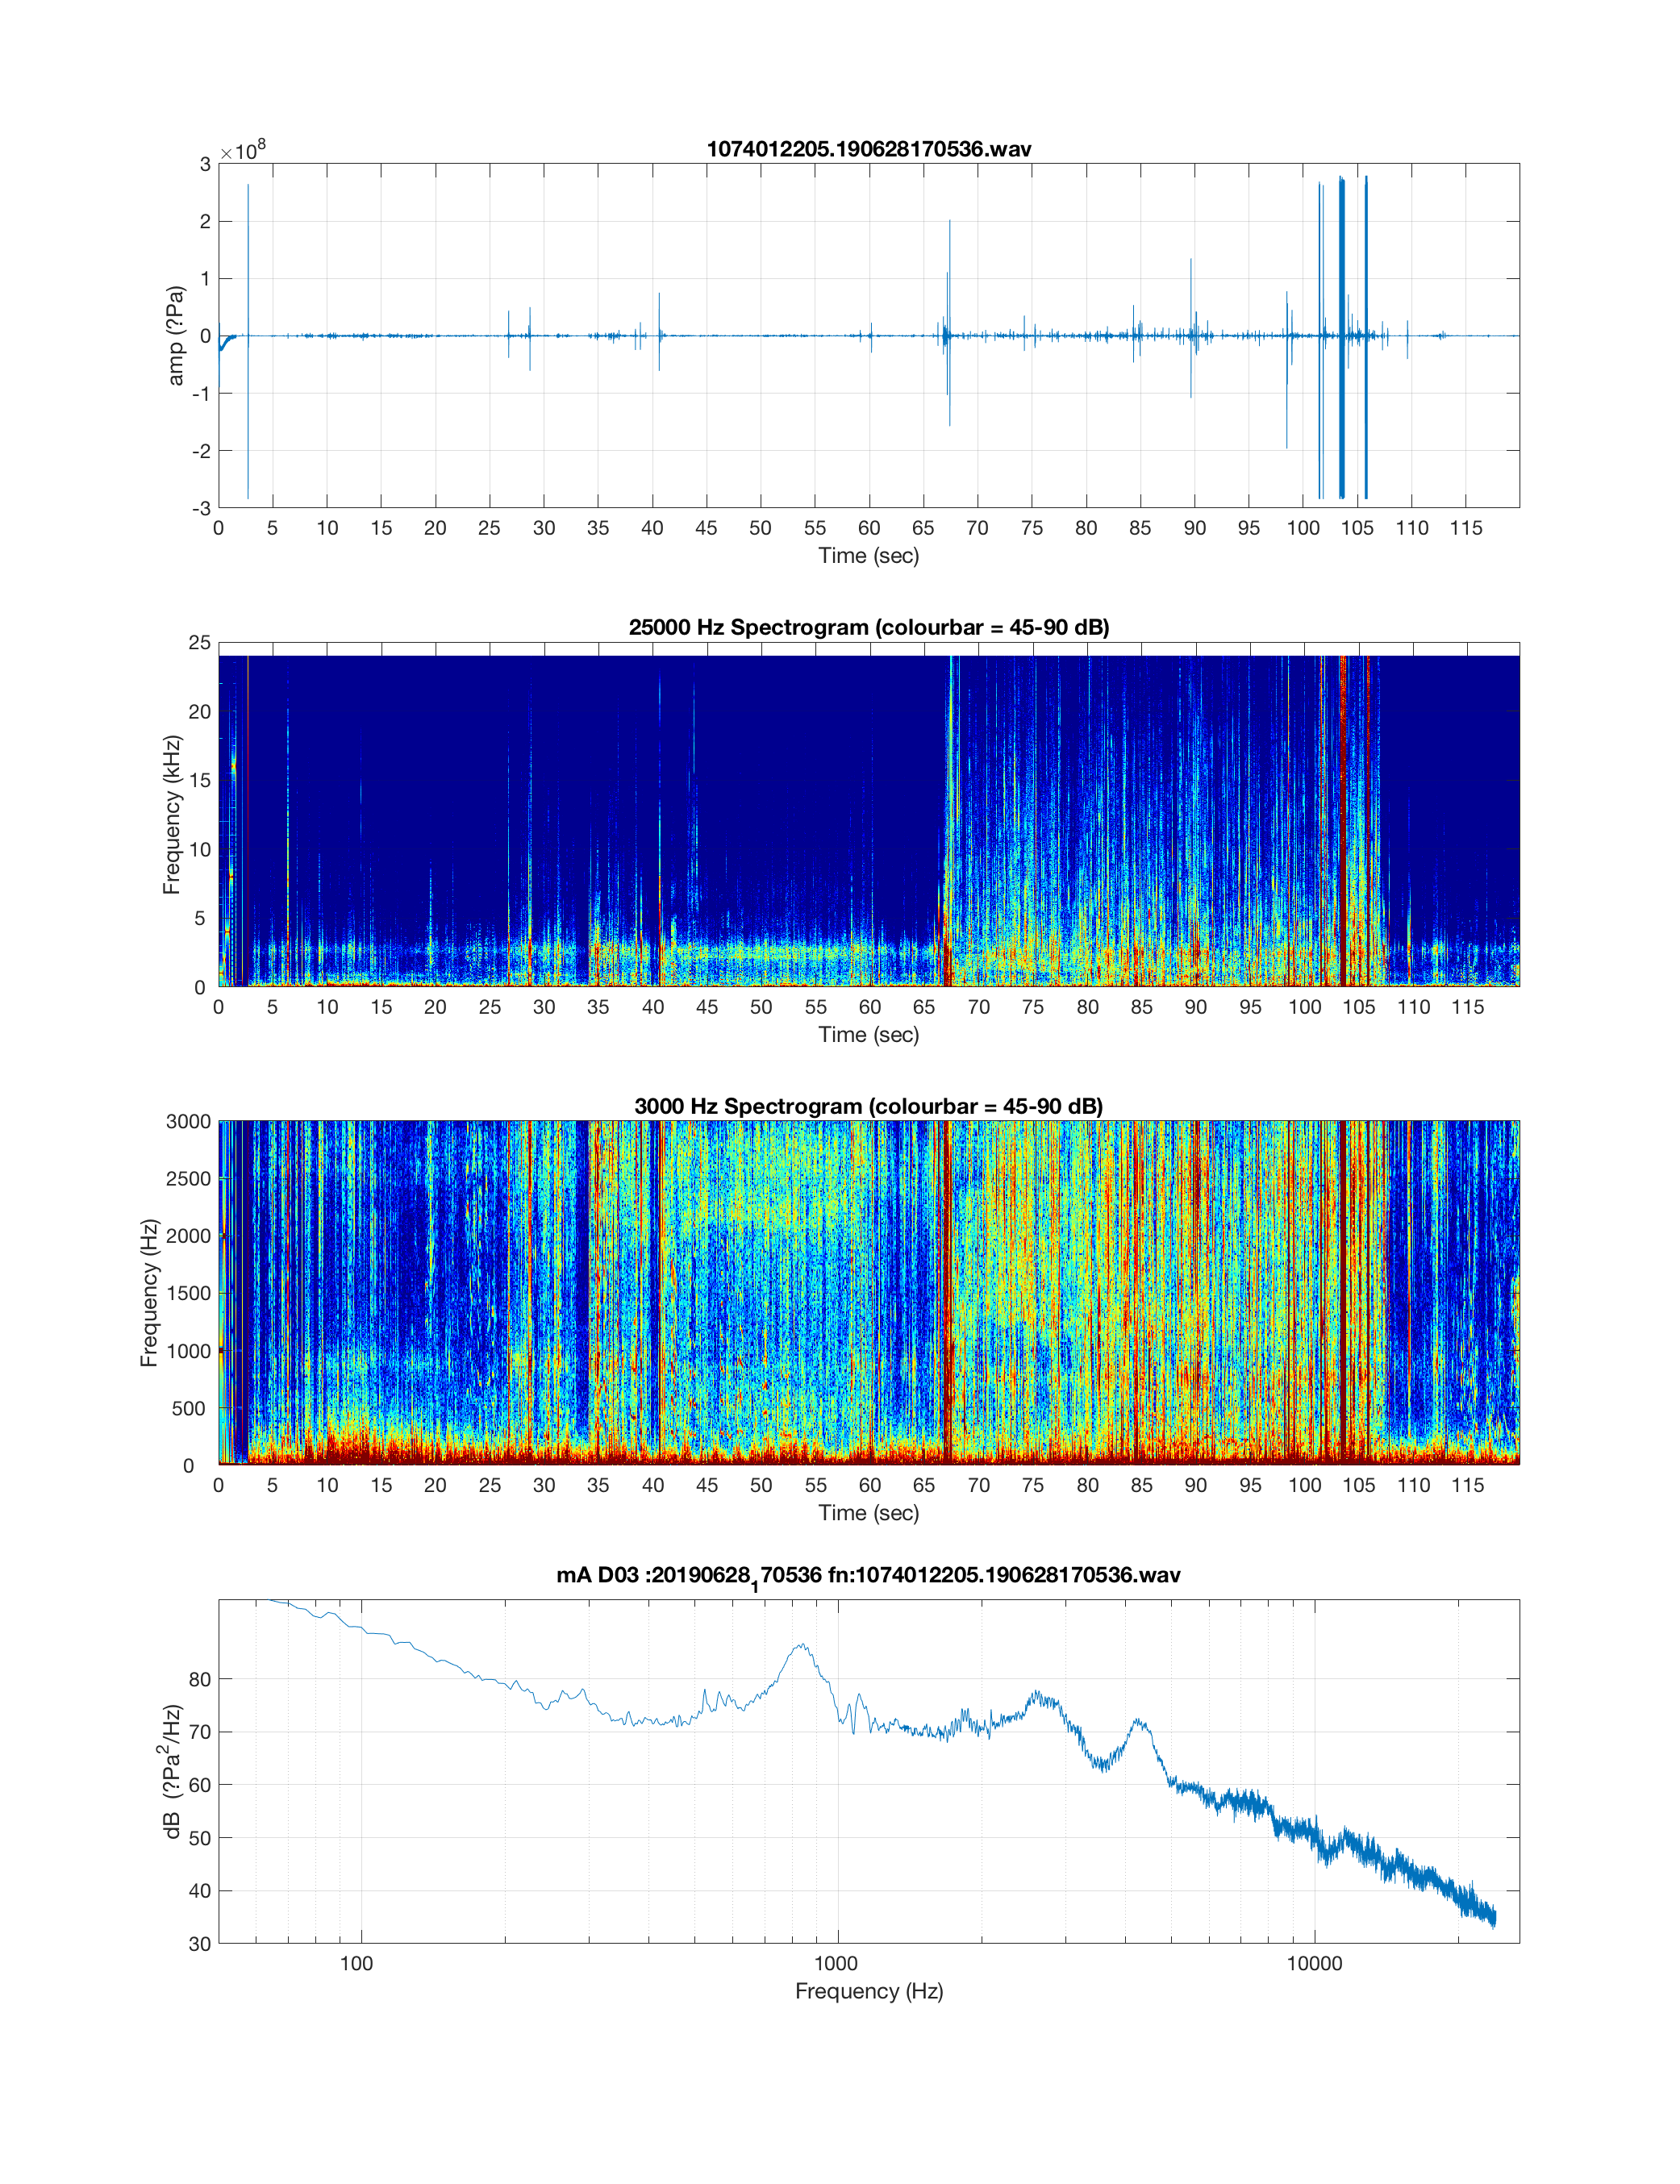 1074012205.190628170536.wav
×10^8
3
2
1
0
-1
-2
-3
amp (?Pa)
0 5 10 15 20 25 30 35 40 45 50 55 60 65 70 75 80 85 90 95 100 105 110 115
Time (sec)
25000 Hz Spectrogram (colourbar = 45-90 dB)
25
20
15
10
5
0
Frequency (kHz)
0 5 10 15 20 25 30 35 40 45 50 55 60 65 70 75 80 85 90 95 100 105 110 115
Time (sec)
3000 Hz Spectrogram (colourbar = 45-90 dB)
3000
2500
2000
1500
1000
500
0
Frequency (Hz)
0 5 10 15 20 25 30 35 40 45 50 55 60 65 70 75 80 85 90 95 100 105 110 115
Time (sec)
mA D03 :20190628_170536 fn:1074012205.190628170536.wav
80
70
60
50
40
30
dB (?Pa^2/Hz)
100 1000 10000
Frequency (Hz)